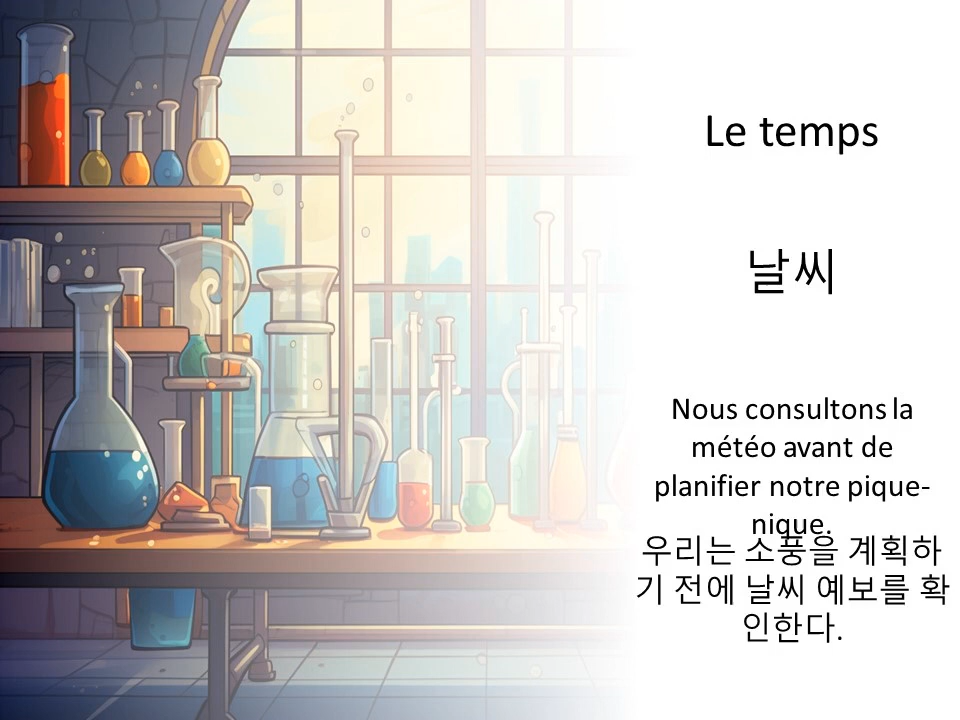 Le temps
날씨
Nous consultons la
météo avant de
planifier notre pique-
nique.
우리는 소풍을 계획하
기 전에 날씨 예보를 확
인한다.